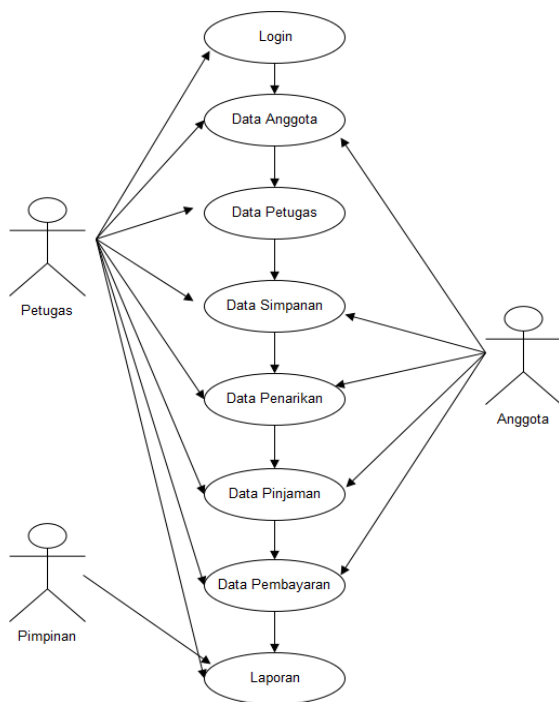 Login
Data Anggota
Data Petugas
Petugas
Data Simpanan
Data Penarikan
Anggota
Data Pinjaman
Data Pembayaran
Pimpinan
Laporan